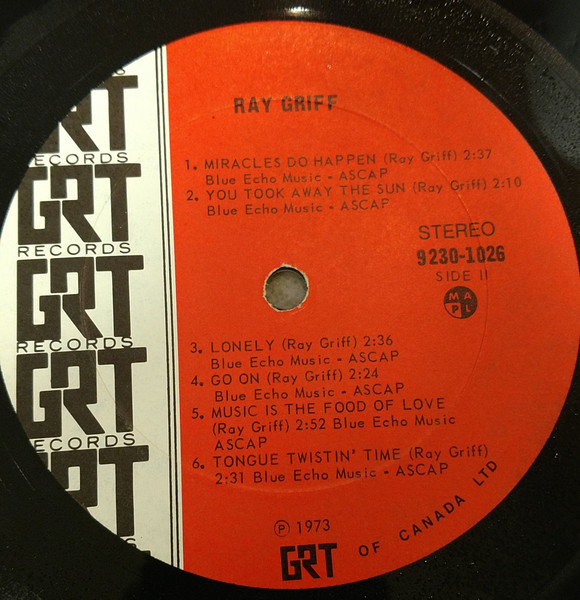 RAY GRIFF
1. MIRACLES DO HAPPEN (Ray Griff) 2:37
Blue Echo Music - ASCAP
2. YOU TOOK AWAY THE SUN (Ray Griff) 2:10
Blue Echo Music - ASCAP
STEREO
9230-1026
SIDE II
M A P L
3. LONELY (Ray Griff) 2:36
Blue Echo Music - ASCAP
4. GO ON (Ray Griff) 2:24
Blue Echo Music - ASCAP
5. MUSIC IS THE FOOD OF LOVE
(Ray Griff) 2:52 Blue Echo Music
ASCAP
6. TONGUE TWISTIN' TIME (Ray Griff)
2:31 Blue Echo Music - ASCAP
℗ 1973
GRT OF CANADA LTD
RT
ECORDS
GRT
RECORDS
GRT
RECORDS
GRT
ECORDS
RT